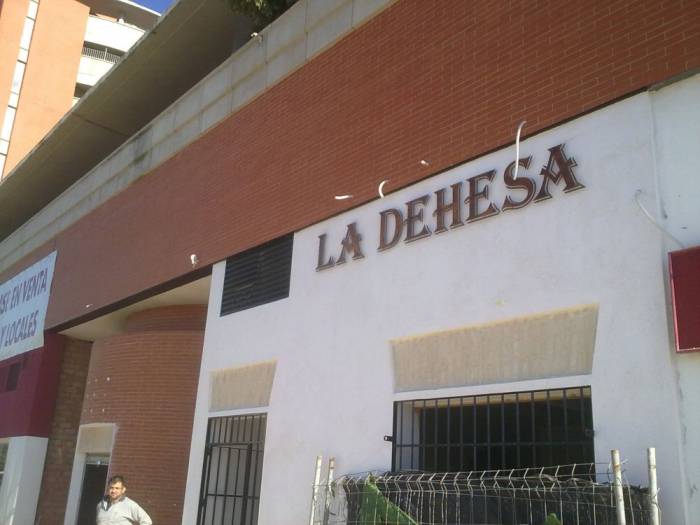 LA DEHESA
EN VENTA
Y LOCALES